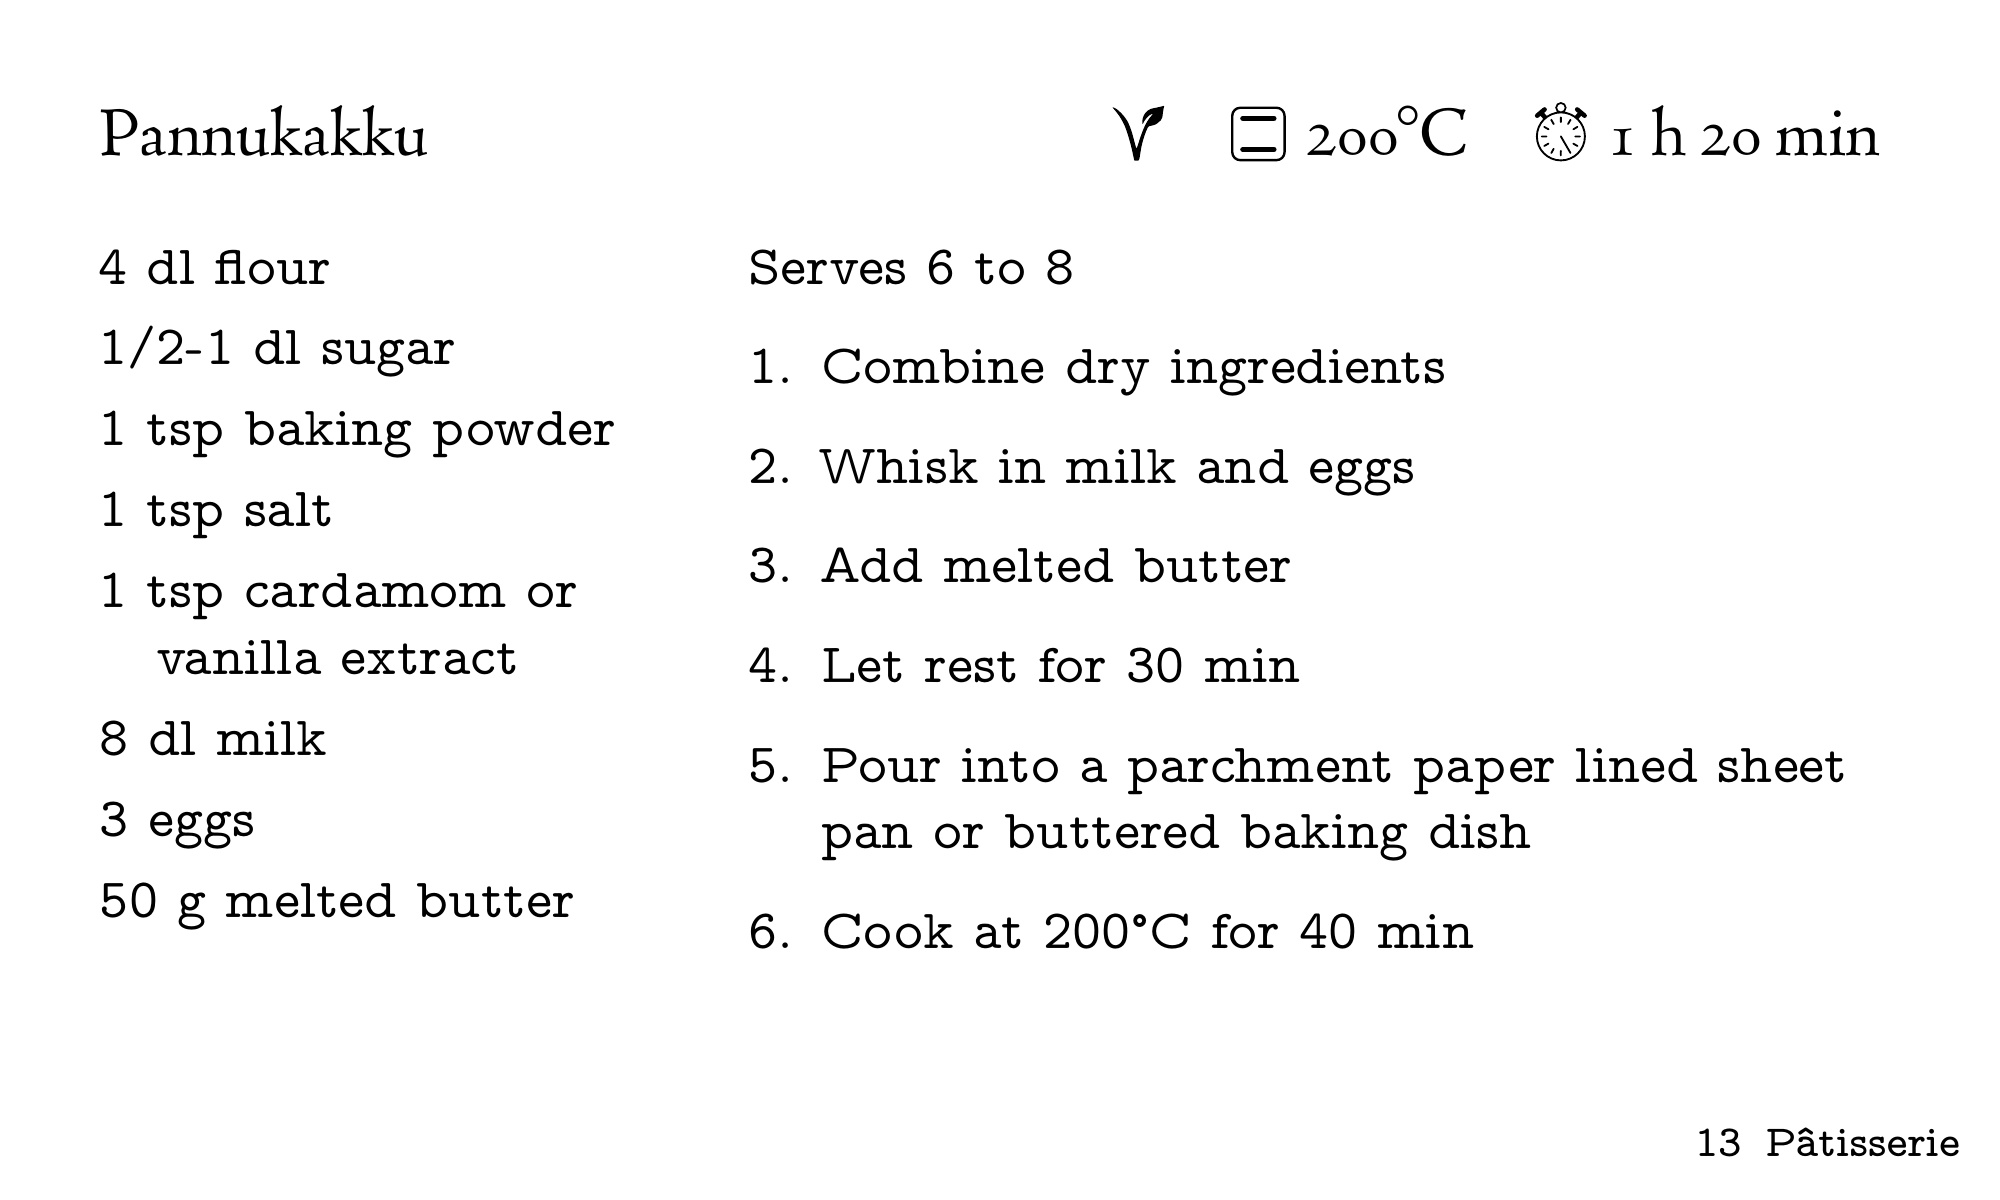 Pannukakku
200°C
1 h 20 min
4 dl flour
1/2-1 dl sugar
1 tsp baking powder
1 tsp salt
1 tsp cardamom or
vanilla extract
8 dl milk
3 eggs
50 g melted butter
Serves 6 to 8
1. Combine dry ingredients
2. Whisk in milk and eggs
3. Add melted butter
4. Let rest for 30 min
5. Pour into a parchment paper lined sheet
pan or buttered baking dish
6. Cook at 200°C for 40 min
13 Pâtisserie